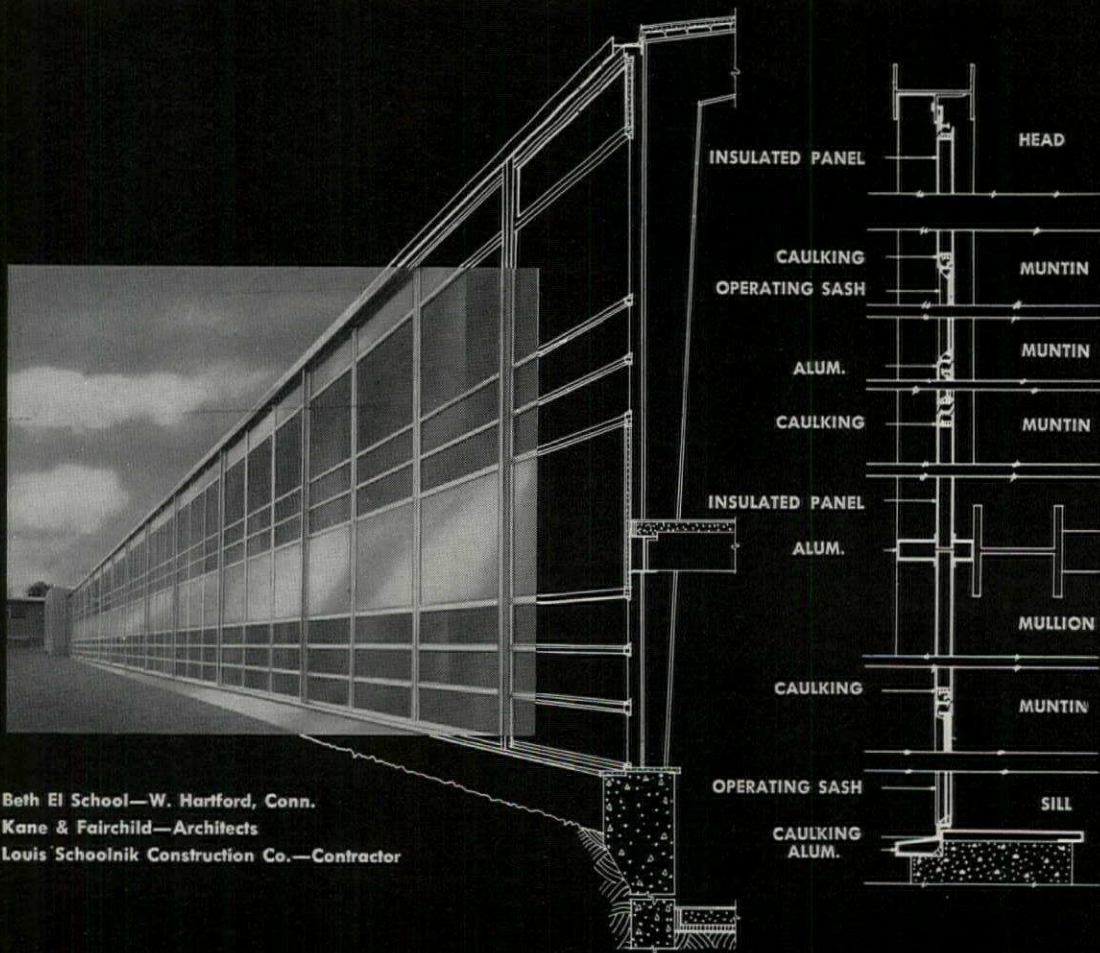 INSULATED PANEL
HEAD
CAULKING
OPERATING SASH
MUNTIN
ALUM.
MUNTIN
CAULKING
MUNTIN
INSULATED PANEL
ALUM.
MULLION
CAULKING
MUNTIN
OPERATING SASH
SILL
CAULKING
ALUM.
Beth El School—W. Hartford, Conn.
Kane & Fairchild—Architects
Louis Schoolnik Construction Co.—Contractor